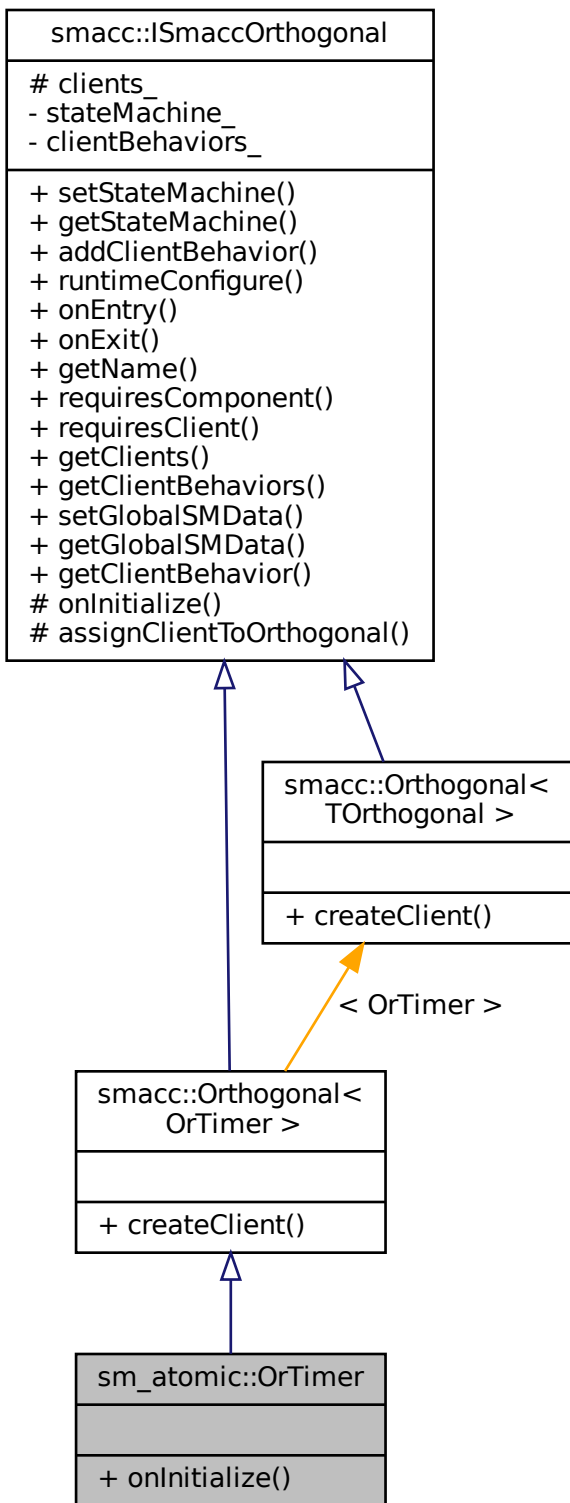 smacc::ISmaccOrthogonal
# clients_
- stateMachine_
- clientBehaviors_
+ setStateMachine()
+ getStateMachine()
+ addClientBehavior()
+ runtimeConfigure()
+ onEntry()
+ onExit()
+ getName()
+ requiresComponent()
+ requiresClient()
+ getClients()
+ getClientBehaviors()
+ setGlobalSMData()
+ getGlobalSMData()
+ getClientBehavior()
# onInitialize()
# assignClientToOrthogonal()
smacc::Orthogonal<
TOrthogonal >
+ createClient()
< OrTimer >
smacc::Orthogonal<
OrTimer >
+ createClient()
sm_atomic::OrTimer
+ onInitialize()